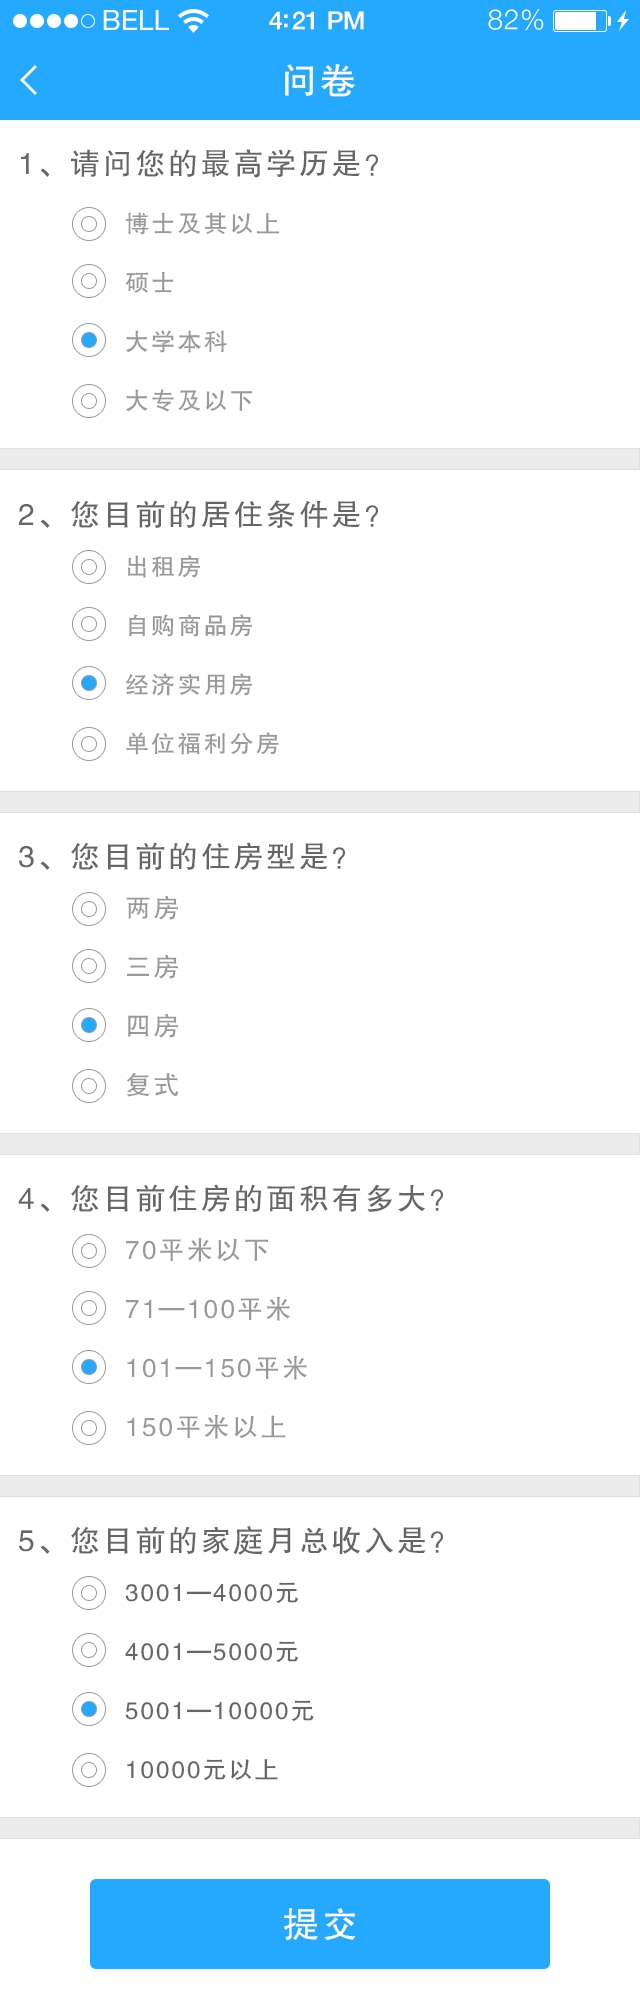 BELL 4:21 PM 82%
问卷
1、请问您的最高学历是?
博士及其以上
硕士
大学本科
大专及以下
2、您目前的居住条件是?
出租房
自购商品房
经济实用房
单位福利分房
3、您目前的住房型是?
两房
三房
四房
复式
4、您目前住房的面积有多大?
70平米以下
71—100平米
101—150平米
150平米以上
5、您目前的家庭月总收入是?
3001—4000元
4001—5000元
5001—10000元
10000元以上
提交